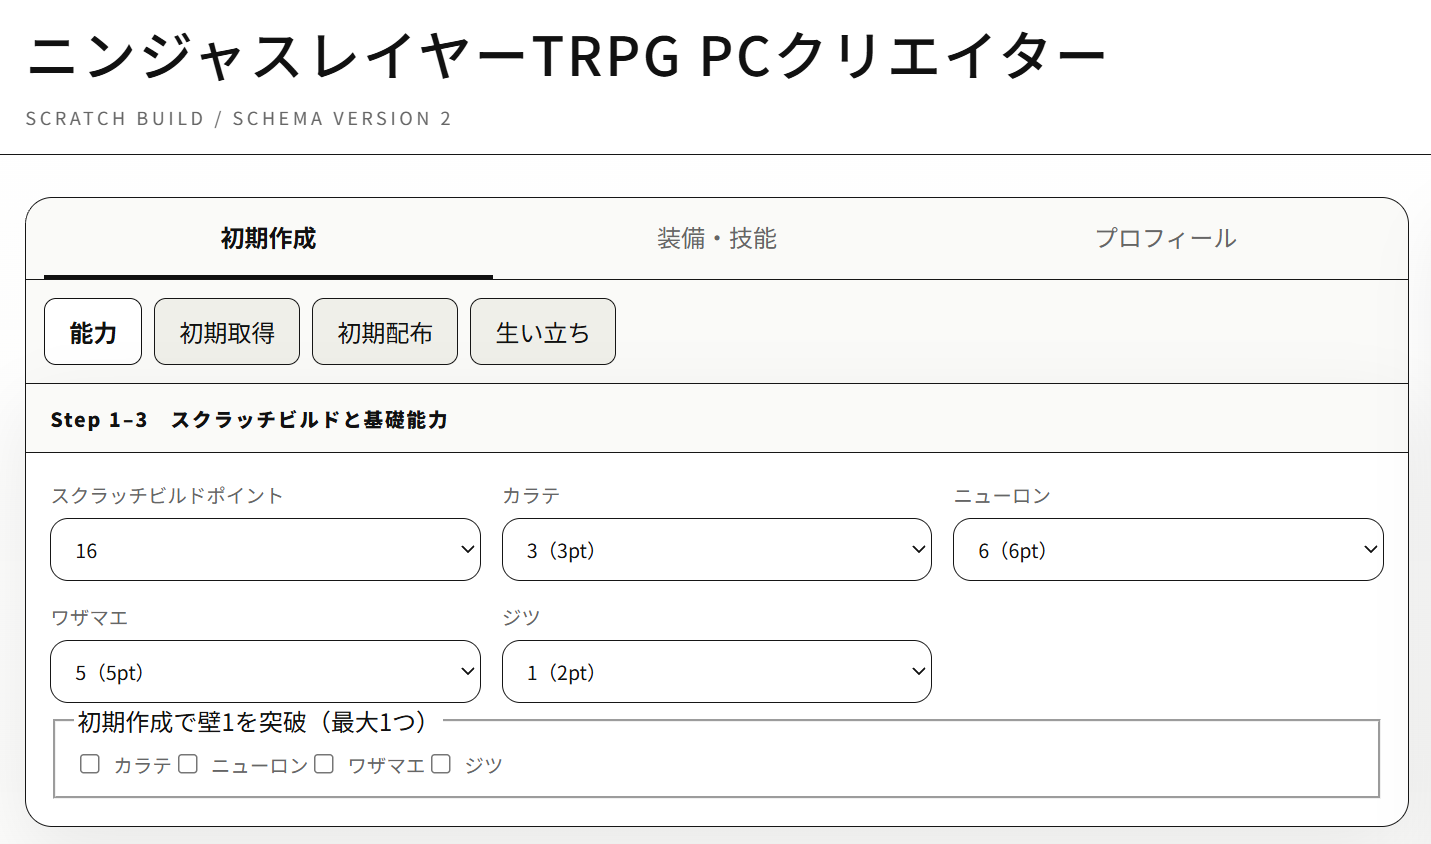 ニンジャスレイヤーTRPG PCクリエイター
SCRATCH BUILD / SCHEMA VERSION 2
初期作成 装備・技能 プロフィール
能力 初期取得 初期配布 生い立ち
Step 1–3 スクラッチビルドと基礎能力
スクラッチビルドポイント カラテ ニューロン
16 3（3pt） 6（6pt）
ワザマエ ジツ
5（5pt） 1（2pt）
初期作成で壁1を突破（最大1つ）
カラテ ニューロン ワザマエ ジツ